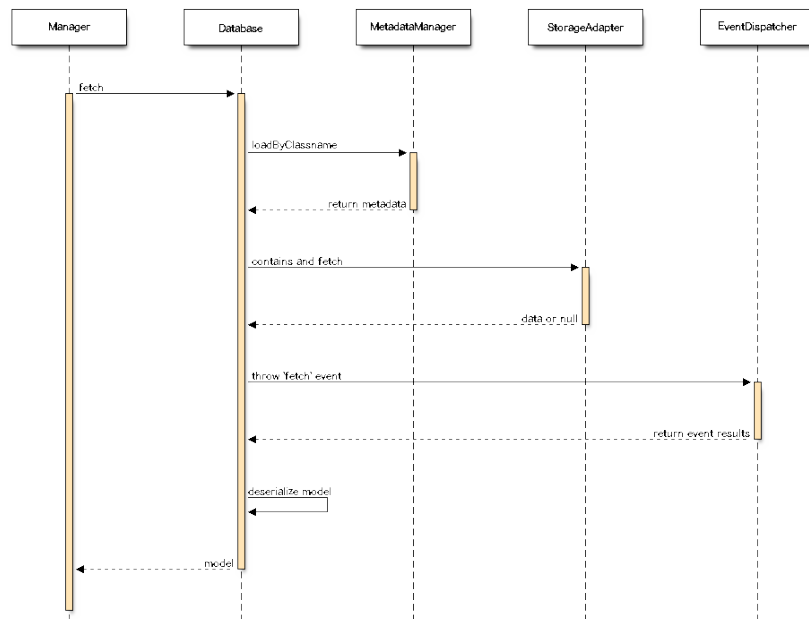 Manager
Database
MetadataManager
StorageAdapter
EventDispatcher
fetch
loadByClassname
return metadata
contains and fetch
data or null
throw 'fetch' event
return event results
deserialize model
model